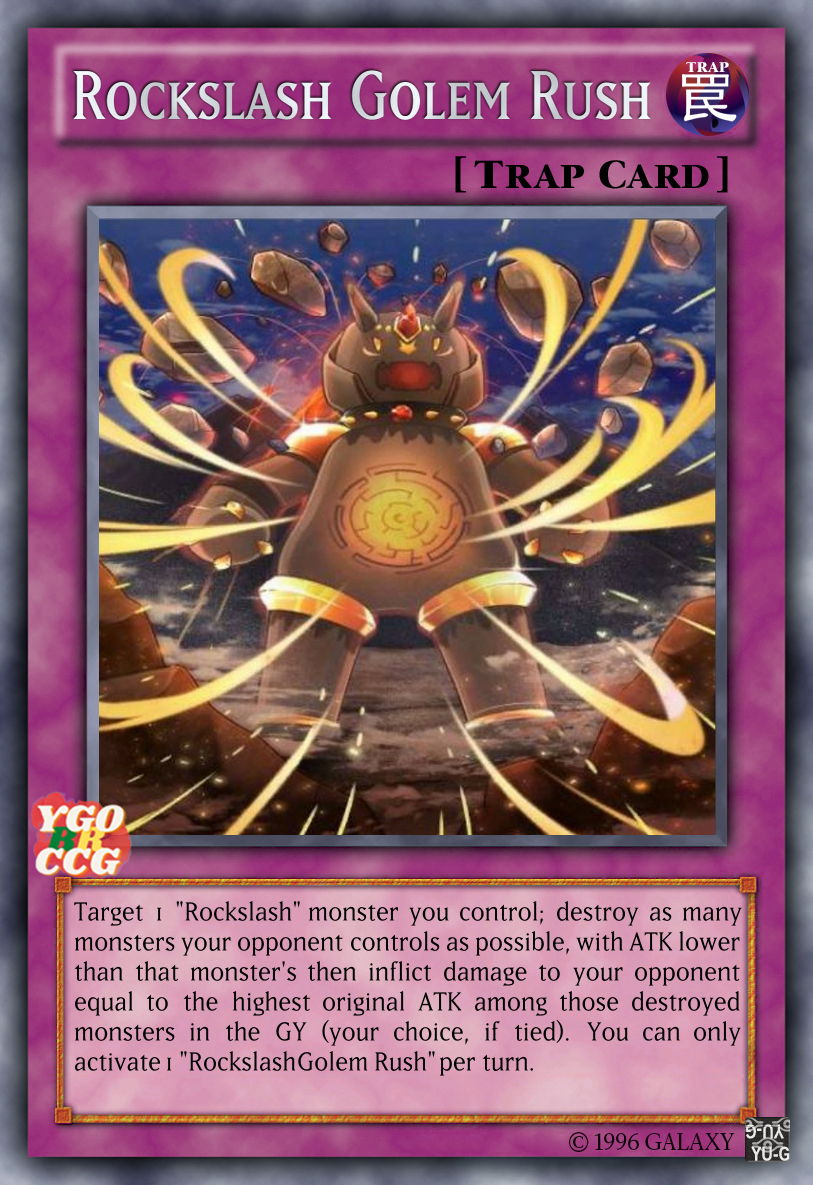 Rockslash Golem Rush
TRAP
罠
[Trap Card]
YGO
RR
CCG
Target 1 "Rockslash" monster you control; destroy as many
monsters your opponent controls as possible, with ATK lower
than that monster's then inflict damage to your opponent
equal to the highest original ATK among those destroyed
monsters in the GY (your choice, if tied). You can only
activate 1 "RockslashGolem Rush" per turn.
© 1996 GALAXY
YU-G
YU-G